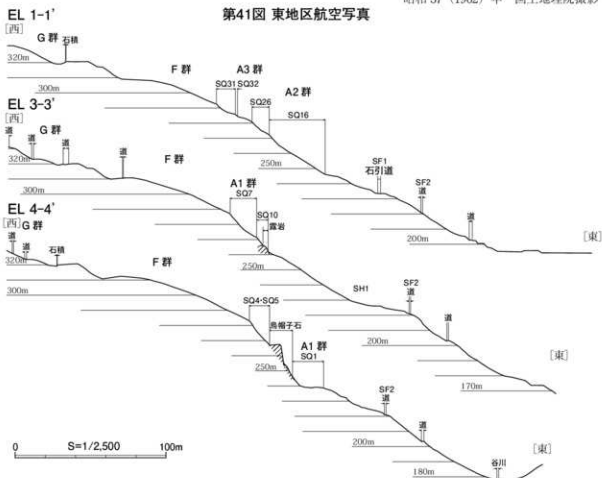 昭和 37（1962）年 国土地理院撮影
第41図 東地区航空写真
EL 1-1'
[西]
G 群
石積
320m
300m
F 群
A3 群
SQ31
SQ32
SQ26
A2 群
SQ16
250m
SF1
石引道
SF2
道
道
200m
[東]
EL 3-3'
道
G 群
道
道
道
320m
300m
F 群
A1 群
SQ7
SQ10
露岩
250m
SH1
SF2
道
道
200m
170m
[東]
EL 4-4'
[西]
G 群
道
道
石積
320m
300m
F 群
SQ4・SQ5
烏帽子石
A1 群
SQ1
250m
SF2
道
道
200m
180m
谷川
[東]
0
S=1/2,500
100m